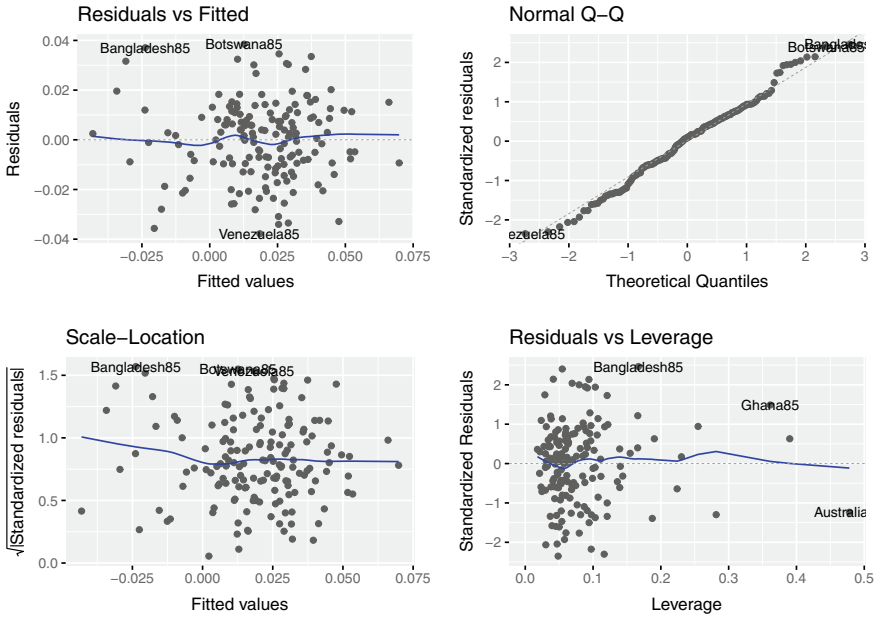 Residuals vs Fitted
Residuals
0.04
0.02
0.00
−0.02
−0.04
Bangladesh85
Botswana85
Venezuela85
−0.025
0.000
0.025
0.050
0.075
Fitted values
Normal Q−Q
Standardized residuals
2
1
0
−1
−2
Botswana85
ezuela85
−3
−2
−1
0
1
2
3
Theoretical Quantiles
Scale−Location
√|Standardized residuals|
1.5
1.0
0.5
0.0
Bangladesh85
Botswana85
Venezuela85
−0.025
0.000
0.025
0.050
0.075
Fitted values
Residuals vs Leverage
Standardized Residuals
2
1
0
−1
−2
Bangladesh85
Ghana85
Australia
0.0
0.1
0.2
0.3
0.4
0.5
Leverage